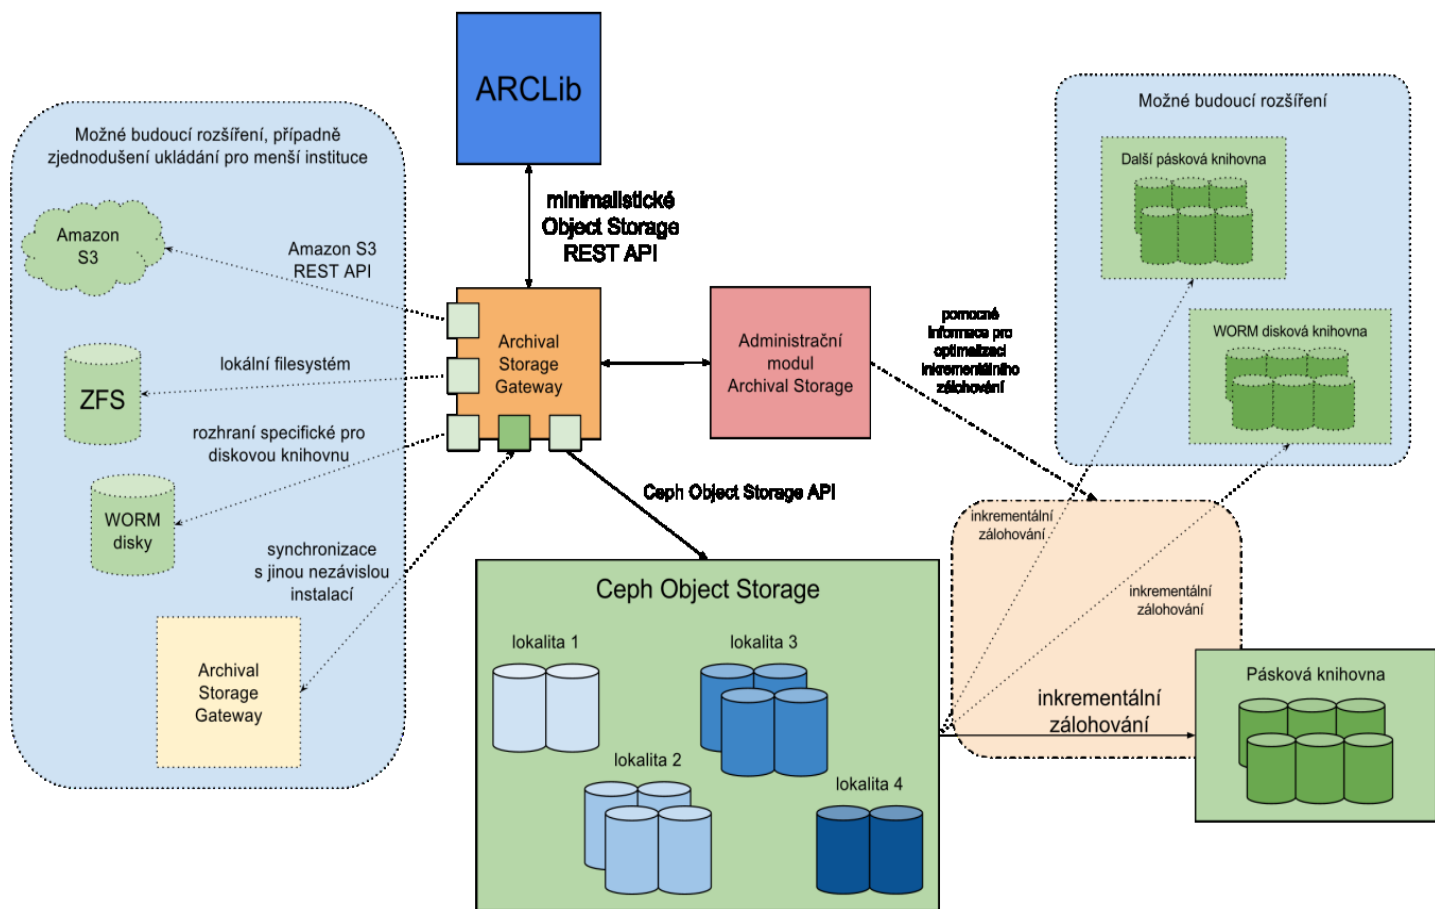 ARCLib
Možné budoucí rozšíření, případně
zjednodušení ukládání pro menší instituce
Amazon
S3
Amazon S3
REST API
ZFS
lokální filesystém
rozhraní specifické pro
diskovou knihovnu
WORM
disky
synchronizace
s jinou nezávislou
instalací
Archival
Storage
Gateway
minimalistické
Object Storage
REST API
Archival
Storage
Gateway
Administrační
modul
Archival Storage
pomocné
informace pro
optimalizaci
inkrementálního
zálohování
Ceph Object Storage API
Možné budoucí rozšíření
Další pásková knihovna
WORM disková knihovna
inkrementální
zálohování
inkrementální
zálohování
Ceph Object Storage
lokalita 1
lokalita 3
lokalita 2
lokalita 4
inkrementální
zálohování
Pásková knihovna